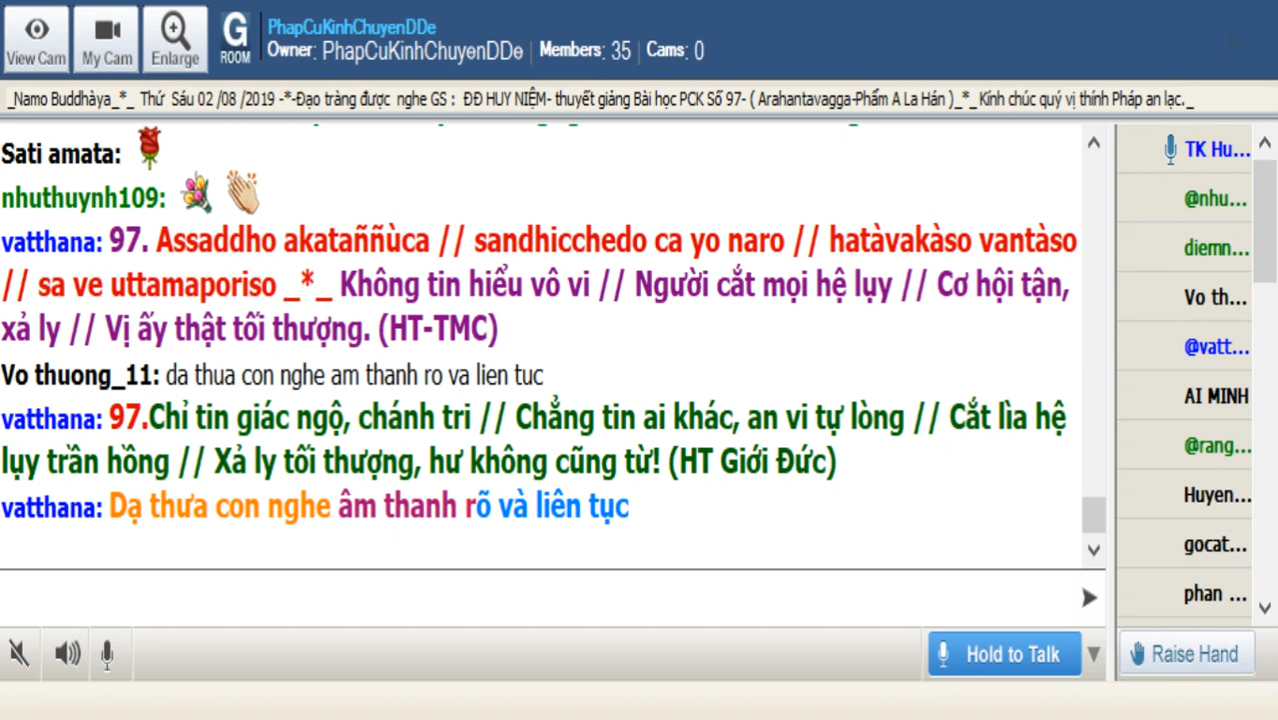 PhapCuKinhChuyenDDe
View Cam My Cam Enlarge G ROOM Owner: PhapCuKinhChuyenDDe | Members: 35 | Cams: 0
_Namo Buddhàya_*_ Thứ Sáu 02 /08 /2019 -*-Đạo tràng được nghe GS : ĐĐ HUY NIỆM- thuyết giảng Bài học PCK Số 97- ( Arahantavagga-Phẩm A La Hán )_*_ Kính chúc quý vị thính Pháp an lạc._
Sati amata:
nhuthuynh109:
vatthana: 97. Assaddho akataññùca // sandhicchedo ca yo naro // hatàvakàso vantàso
// sa ve uttamaporiso _*_ Không tin hiểu vô vi // Người cắt mọi hệ lụy // Cơ hội tận,
xả ly // Vị ấy thật tối thượng. (HT-TMC)
Vo thuong_11: da thua con nghe am thanh ro va lien tuc
vatthana: 97.Chỉ tin giác ngộ, chánh tri // Chẳng tin ai khác, an vi tự lòng // Cắt lìa hệ
lụy trần hồng // Xả ly tối thượng, hư không cũng từ! (HT Giới Đức)
vatthana: Dạ thưa con nghe âm thanh rõ và liên tục
TK Hu...
@nhu...
diemn...
Vo th...
@vatt...
AI MINH
@rang...
Huyen...
gocat...
phan ...
Hold to Talk
Raise Hand